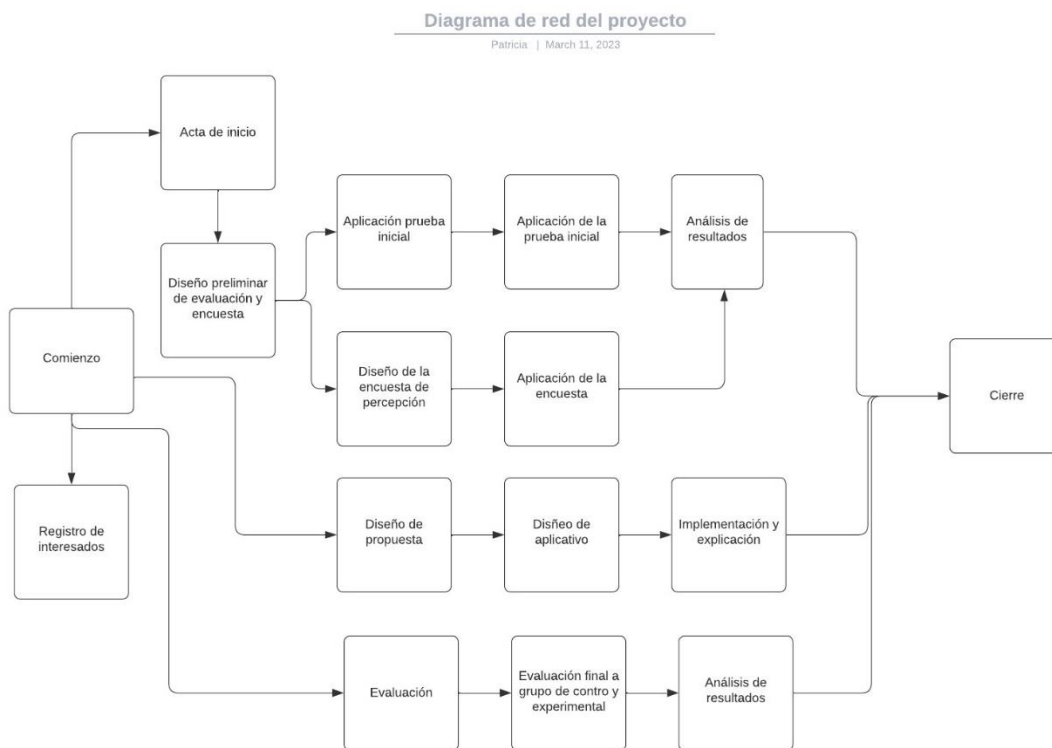 Diagrama de red del proyecto
Patricia | March 11, 2023
Acta de inicio
Aplicación prueba
inicial
Aplicación de la
prueba inicial
Análisis de
resultados
Diseño preliminar
de evaluación y
encuesta
Comienzo
Diseño de la
encuesta de
percepción
Aplicación de la
encuesta
Cierre
Registro de
interesados
Diseño de
propuesta
Disñeo de
aplicativo
Implementación y
explicación
Evaluación
Evaluación final a
grupo de contro y
experimental
Análisis de
resultados